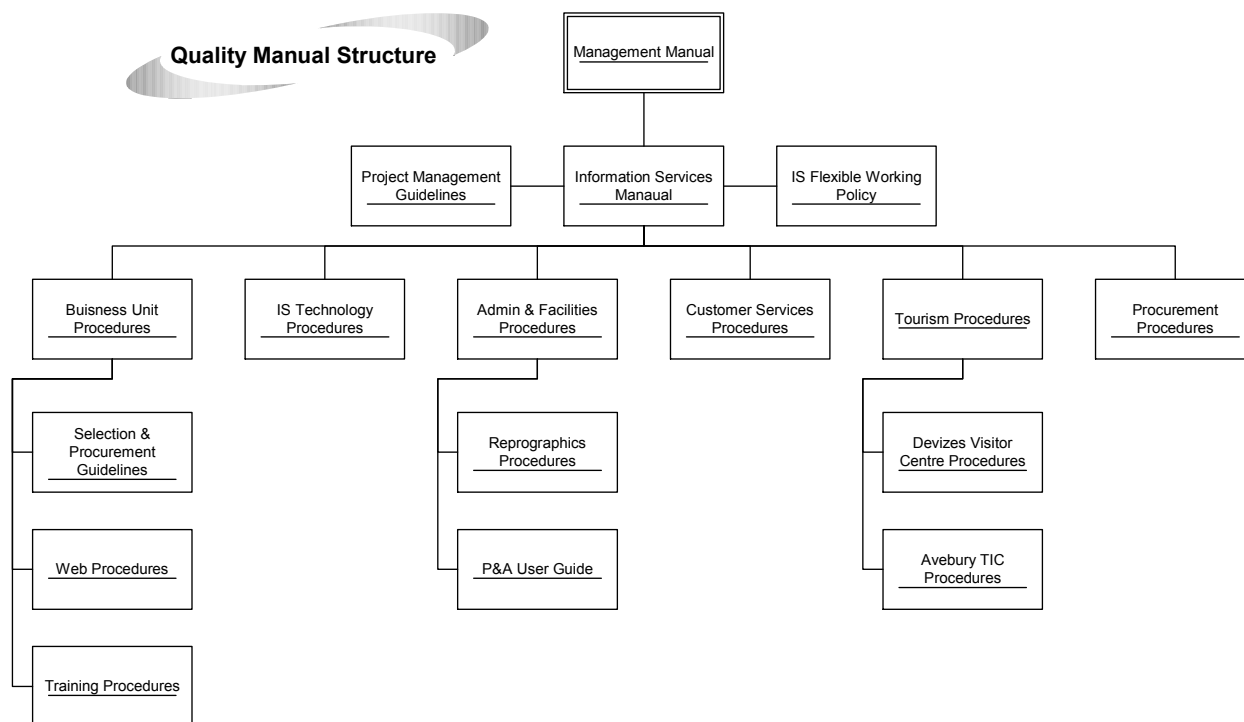 Quality Manual Structure
Management Manual
Project Management
Guidelines
Information Services
Manaual
IS Flexible Working
Policy
Buisness Unit
Procedures
IS Technology
Procedures
Admin & Facilities
Procedures
Customer Services
Procedures
Tourism Procedures
Procurement
Procedures
Selection &
Procurement
Guidelines
Reprographics
Procedures
Devizes Visitor
Centre Procedures
Web Procedures
P&A User Guide
Avebury TIC
Procedures
Training Procedures